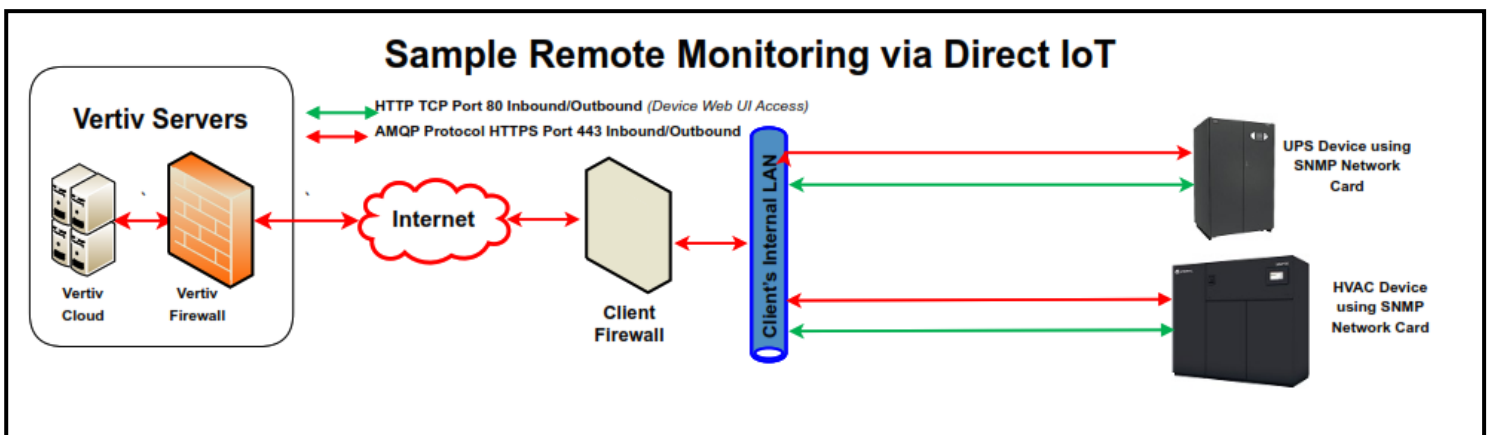 Sample Remote Monitoring via Direct IoT
Vertiv Servers
HTTP TCP Port 80 Inbound/Outbound (Device Web UI Access)
AMQP Protocol HTTPS Port 443 Inbound/Outbound
Vertiv
Cloud
Vertiv
Firewall
Internet
Client
Firewall
Client's Internal LAN
UPS Device using
SNMP Network
Card
HVAC Device
using SNMP
Network Card